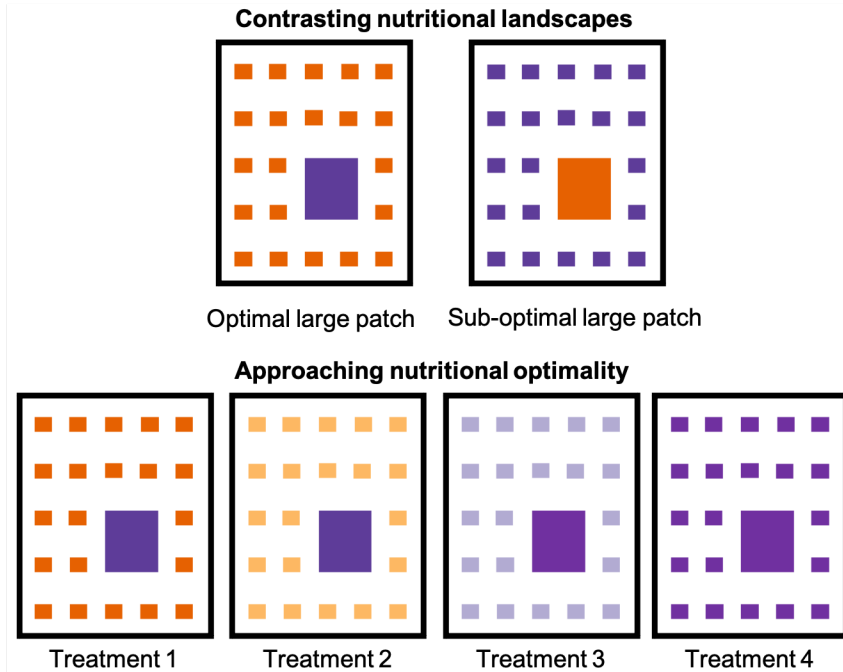 Contrasting nutritional landscapes
Optimal large patch
Sub-optimal large patch
Approaching nutritional optimality
Treatment 1
Treatment 2
Treatment 3
Treatment 4